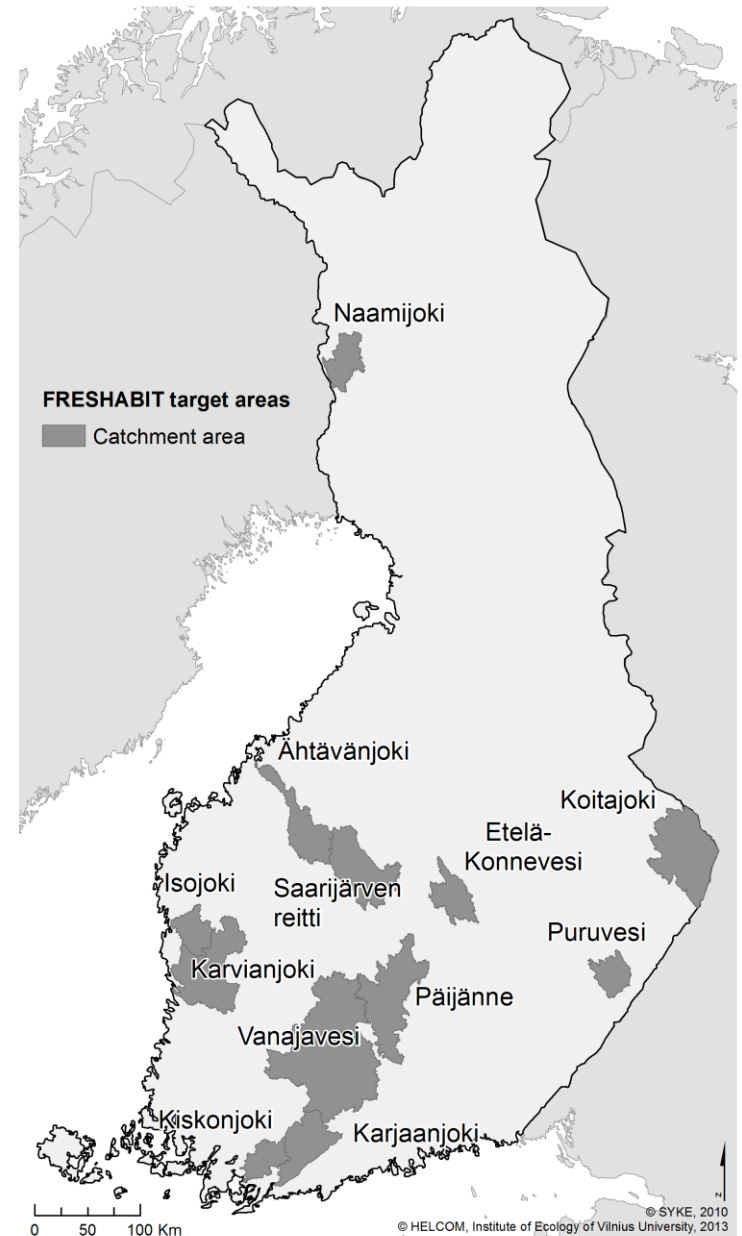 Naamijoki
FRESHABIT target areas
Catchment area
Ähtävänjoki
Koitajoki
Etelä-
Konnevesi
Isojoki
Saarijärven
reitti
Puruvesi
Karvianjoki
Päijänne
Vanajavesi
Kiskonjoki
Karjaanjoki
N
© SYKE, 2010
0 50 100 Km
© HELCOM, Institute of Ecology of Vilnius University, 2013